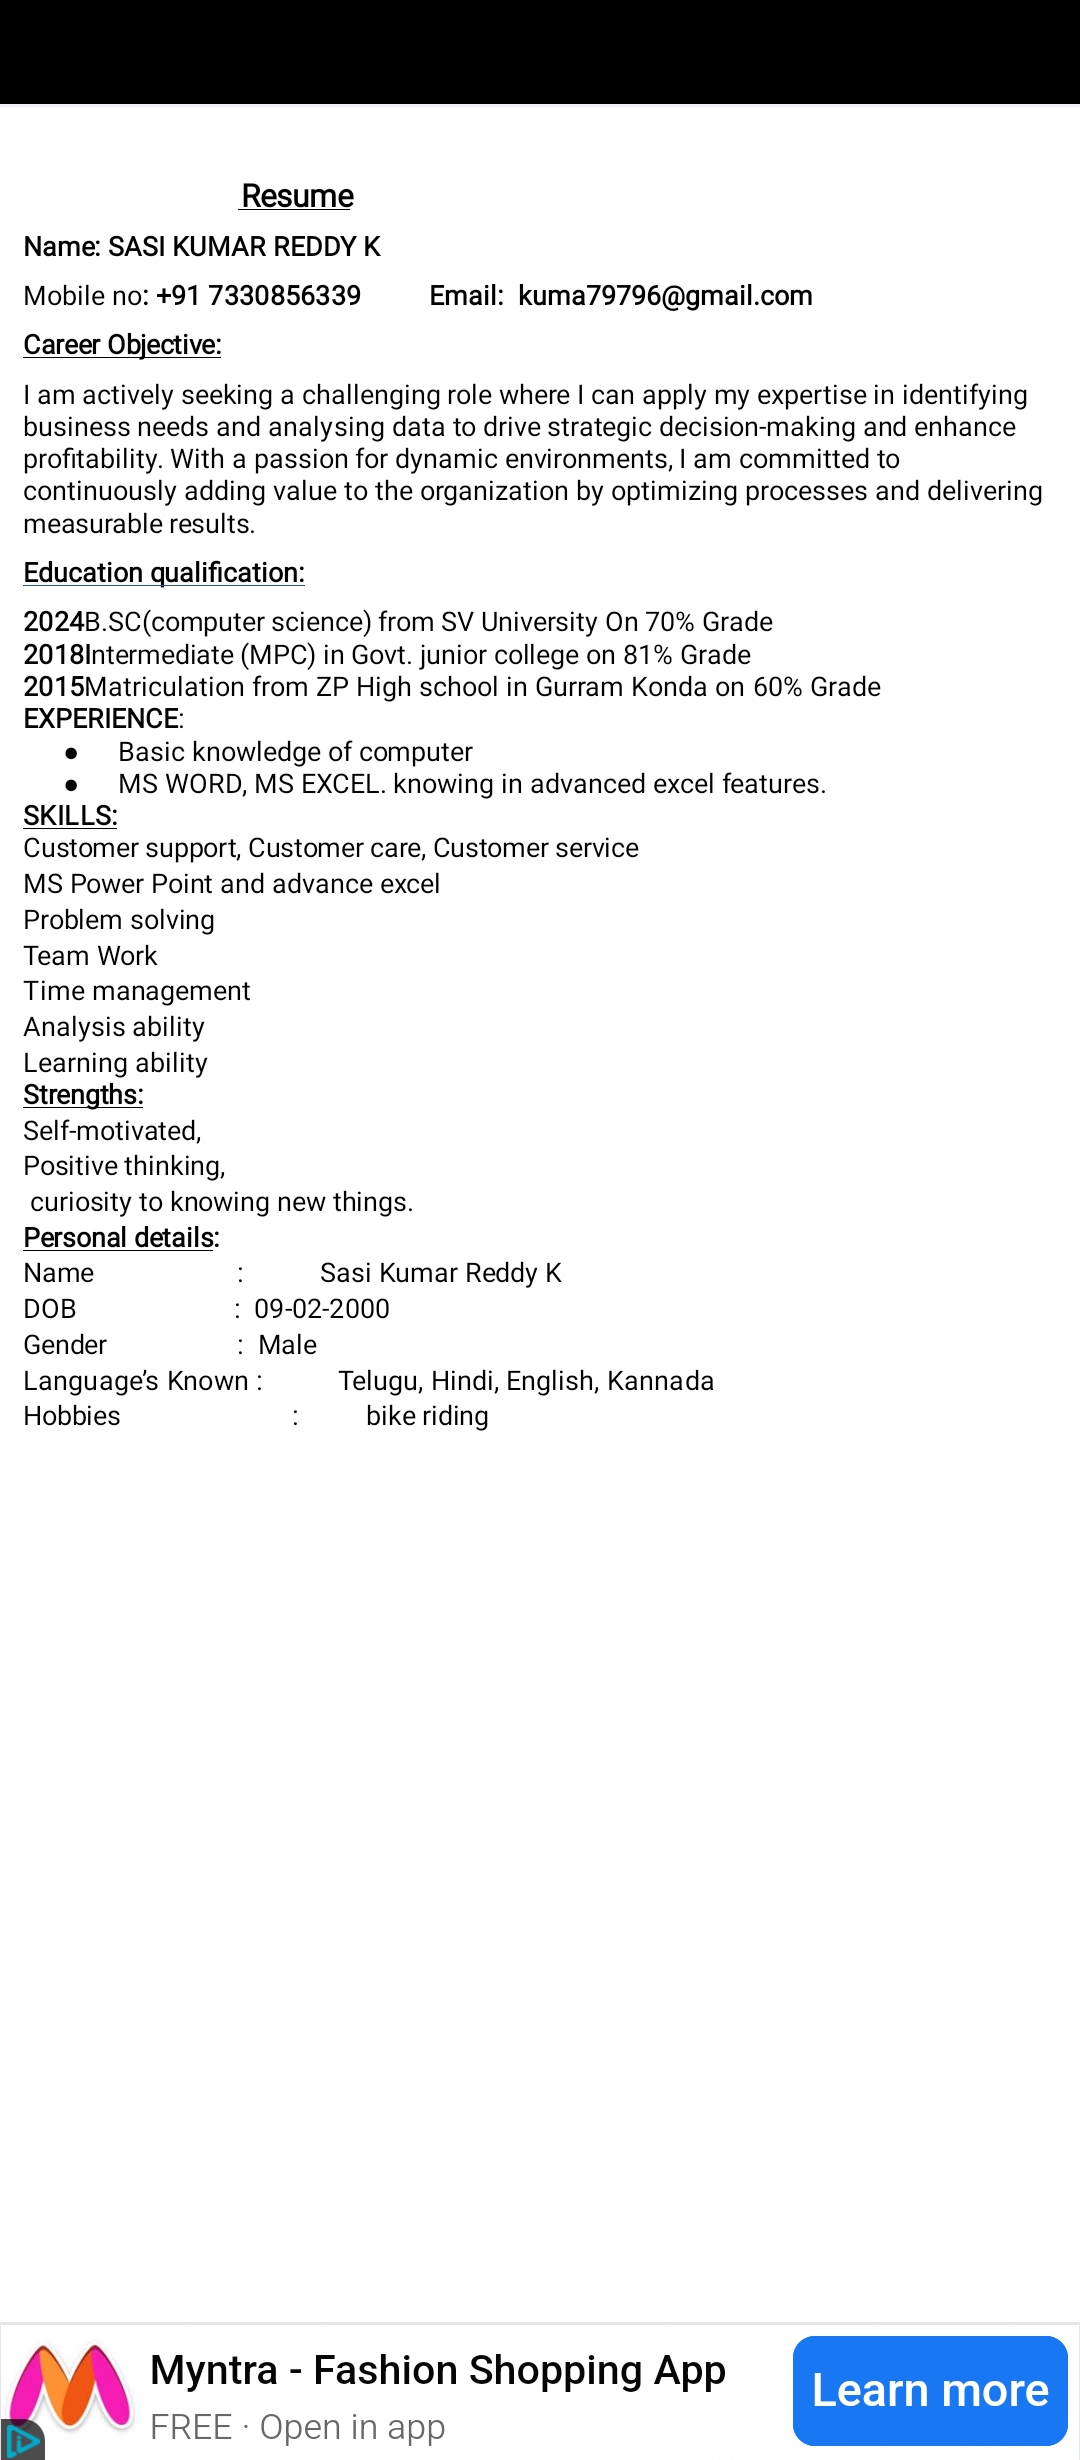 Resume
Name: SASI KUMAR REDDY K
Mobile no: +91 7330856339 Email: kuma79796@gmail.com
Career Objective:
I am actively seeking a challenging role where I can apply my expertise in identifying
business needs and analysing data to drive strategic decision-making and enhance
profitability. With a passion for dynamic environments, I am committed to
continuously adding value to the organization by optimizing processes and delivering
measurable results.
Education qualification:
2024B.SC(computer science) from SV University On 70% Grade
2018Intermediate (MPC) in Govt. junior college on 81% Grade
2015Matriculation from ZP High school in Gurram Konda on 60% Grade
EXPERIENCE:
● Basic knowledge of computer
● MS WORD, MS EXCEL. knowing in advanced excel features.
SKILLS:
Customer support, Customer care, Customer service
MS Power Point and advance excel
Problem solving
Team Work
Time management
Analysis ability
Learning ability
Strengths:
Self-motivated,
Positive thinking,
curiosity to knowing new things.
Personal details:
Name : Sasi Kumar Reddy K
DOB : 09-02-2000
Gender : Male
Language’s Known : Telugu, Hindi, English, Kannada
Hobbies : bike riding
Myntra - Fashion Shopping App
FREE · Open in app
Learn more